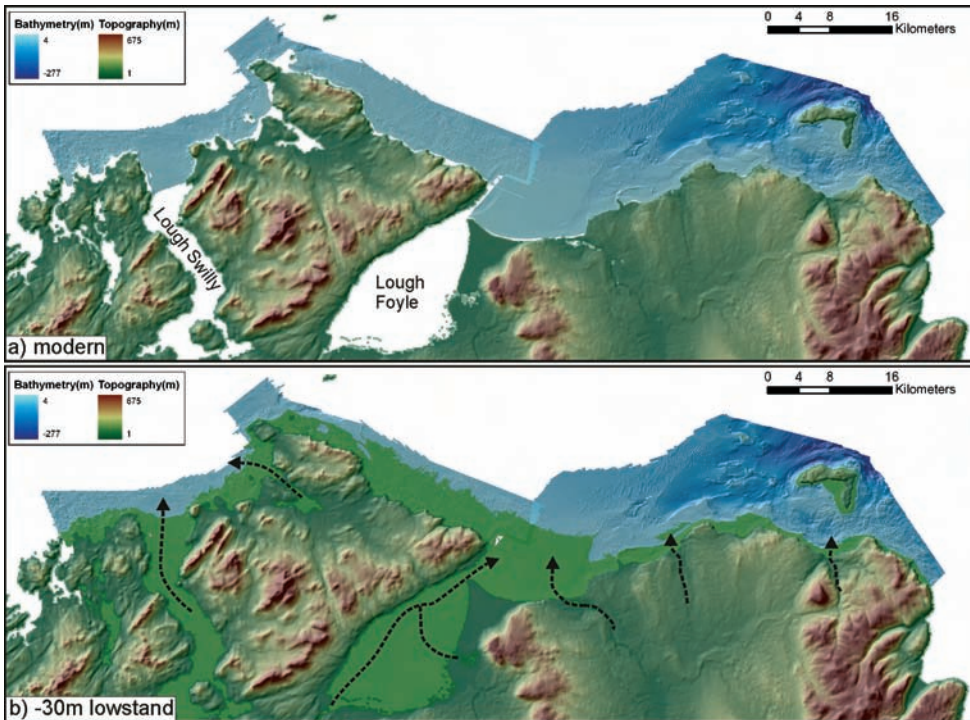 Bathymetry(m) Topography(m)
4 675
-277 1
0 4 8 16
Kilometers
Lough Swilly
Lough
Foyle
a) modern
Bathymetry(m) Topography(m)
4 675
-277 1
0 4 8 16
Kilometers
b) -30m lowstand